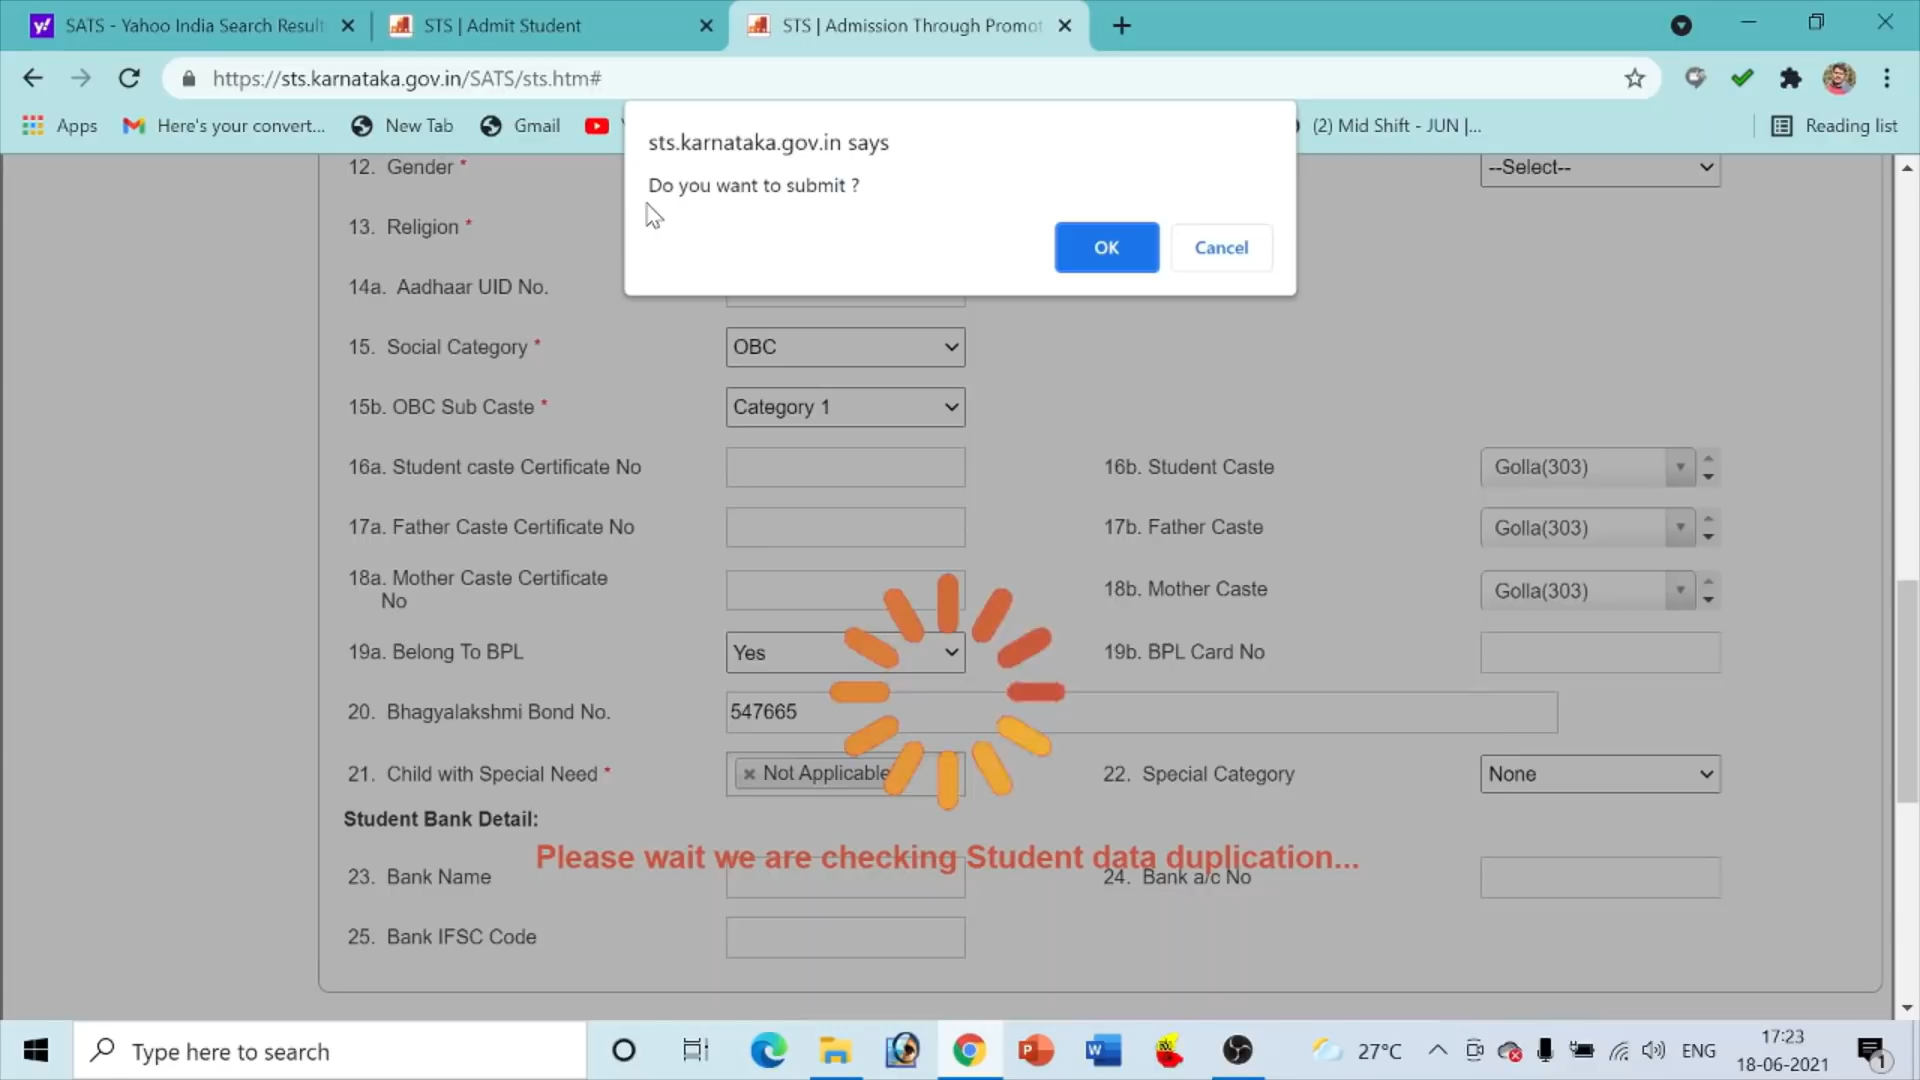 SATS - Yahoo India Search Result
STS | Admit Student
STS | Admission Through Promot
https://sts.karnataka.gov.in/SATS/sts.htm#
Apps
Here's your convert...
New Tab
Gmail
(2) Mid Shift - JUN |...
Reading list
sts.karnataka.gov.in says
Do you want to submit ?
OK
Cancel
12. Gender *
--Select--
13. Religion *
14a. Aadhaar UID No.
15. Social Category *
OBC
15b. OBC Sub Caste *
Category 1
16a. Student caste Certificate No
16b. Student Caste
Golla(303)
17a. Father Caste Certificate No
17b. Father Caste
Golla(303)
18a. Mother Caste Certificate
No
18b. Mother Caste
Golla(303)
19a. Belong To BPL
Yes
19b. BPL Card No
20. Bhagyalakshmi Bond No.
547665
21. Child with Special Need *
Not Applicable
22. Special Category
None
Student Bank Detail:
Please wait we are checking Student data duplication...
23. Bank Name
24. Bank a/c No
25. Bank IFSC Code
Type here to search
27°C
ENG
17:23
18-06-2021
1